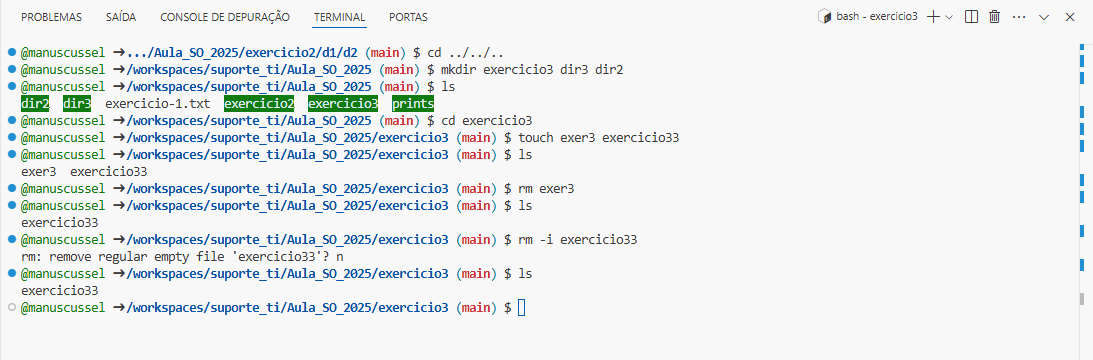 PROBLEMAS SAÍDA CONSOLE DE DEPURAÇÃO TERMINAL PORTAS bash - exercicio3
@manuscussel ➜.../Aula_SO_2025/exercicio2/d1/d2 (main) $ cd ../../..
@manuscussel ➜/workspaces/suporte_ti/Aula_SO_2025 (main) $ mkdir exercicio3 dir3 dir2
@manuscussel ➜/workspaces/suporte_ti/Aula_SO_2025 (main) $ ls
dir2 dir3 exercicio-1.txt exercicio2 exercicio3 prints
@manuscussel ➜/workspaces/suporte_ti/Aula_SO_2025 (main) $ cd exercicio3
@manuscussel ➜/workspaces/suporte_ti/Aula_SO_2025/exercicio3 (main) $ touch exer3 exercicio33
@manuscussel ➜/workspaces/suporte_ti/Aula_SO_2025/exercicio3 (main) $ ls
exer3 exercicio33
@manuscussel ➜/workspaces/suporte_ti/Aula_SO_2025/exercicio3 (main) $ rm exer3
@manuscussel ➜/workspaces/suporte_ti/Aula_SO_2025/exercicio3 (main) $ ls
exercicio33
@manuscussel ➜/workspaces/suporte_ti/Aula_SO_2025/exercicio3 (main) $ rm -i exercicio33
rm: remove regular empty file 'exercicio33'? n
@manuscussel ➜/workspaces/suporte_ti/Aula_SO_2025/exercicio3 (main) $ ls
exercicio33
@manuscussel ➜/workspaces/suporte_ti/Aula_SO_2025/exercicio3 (main) $